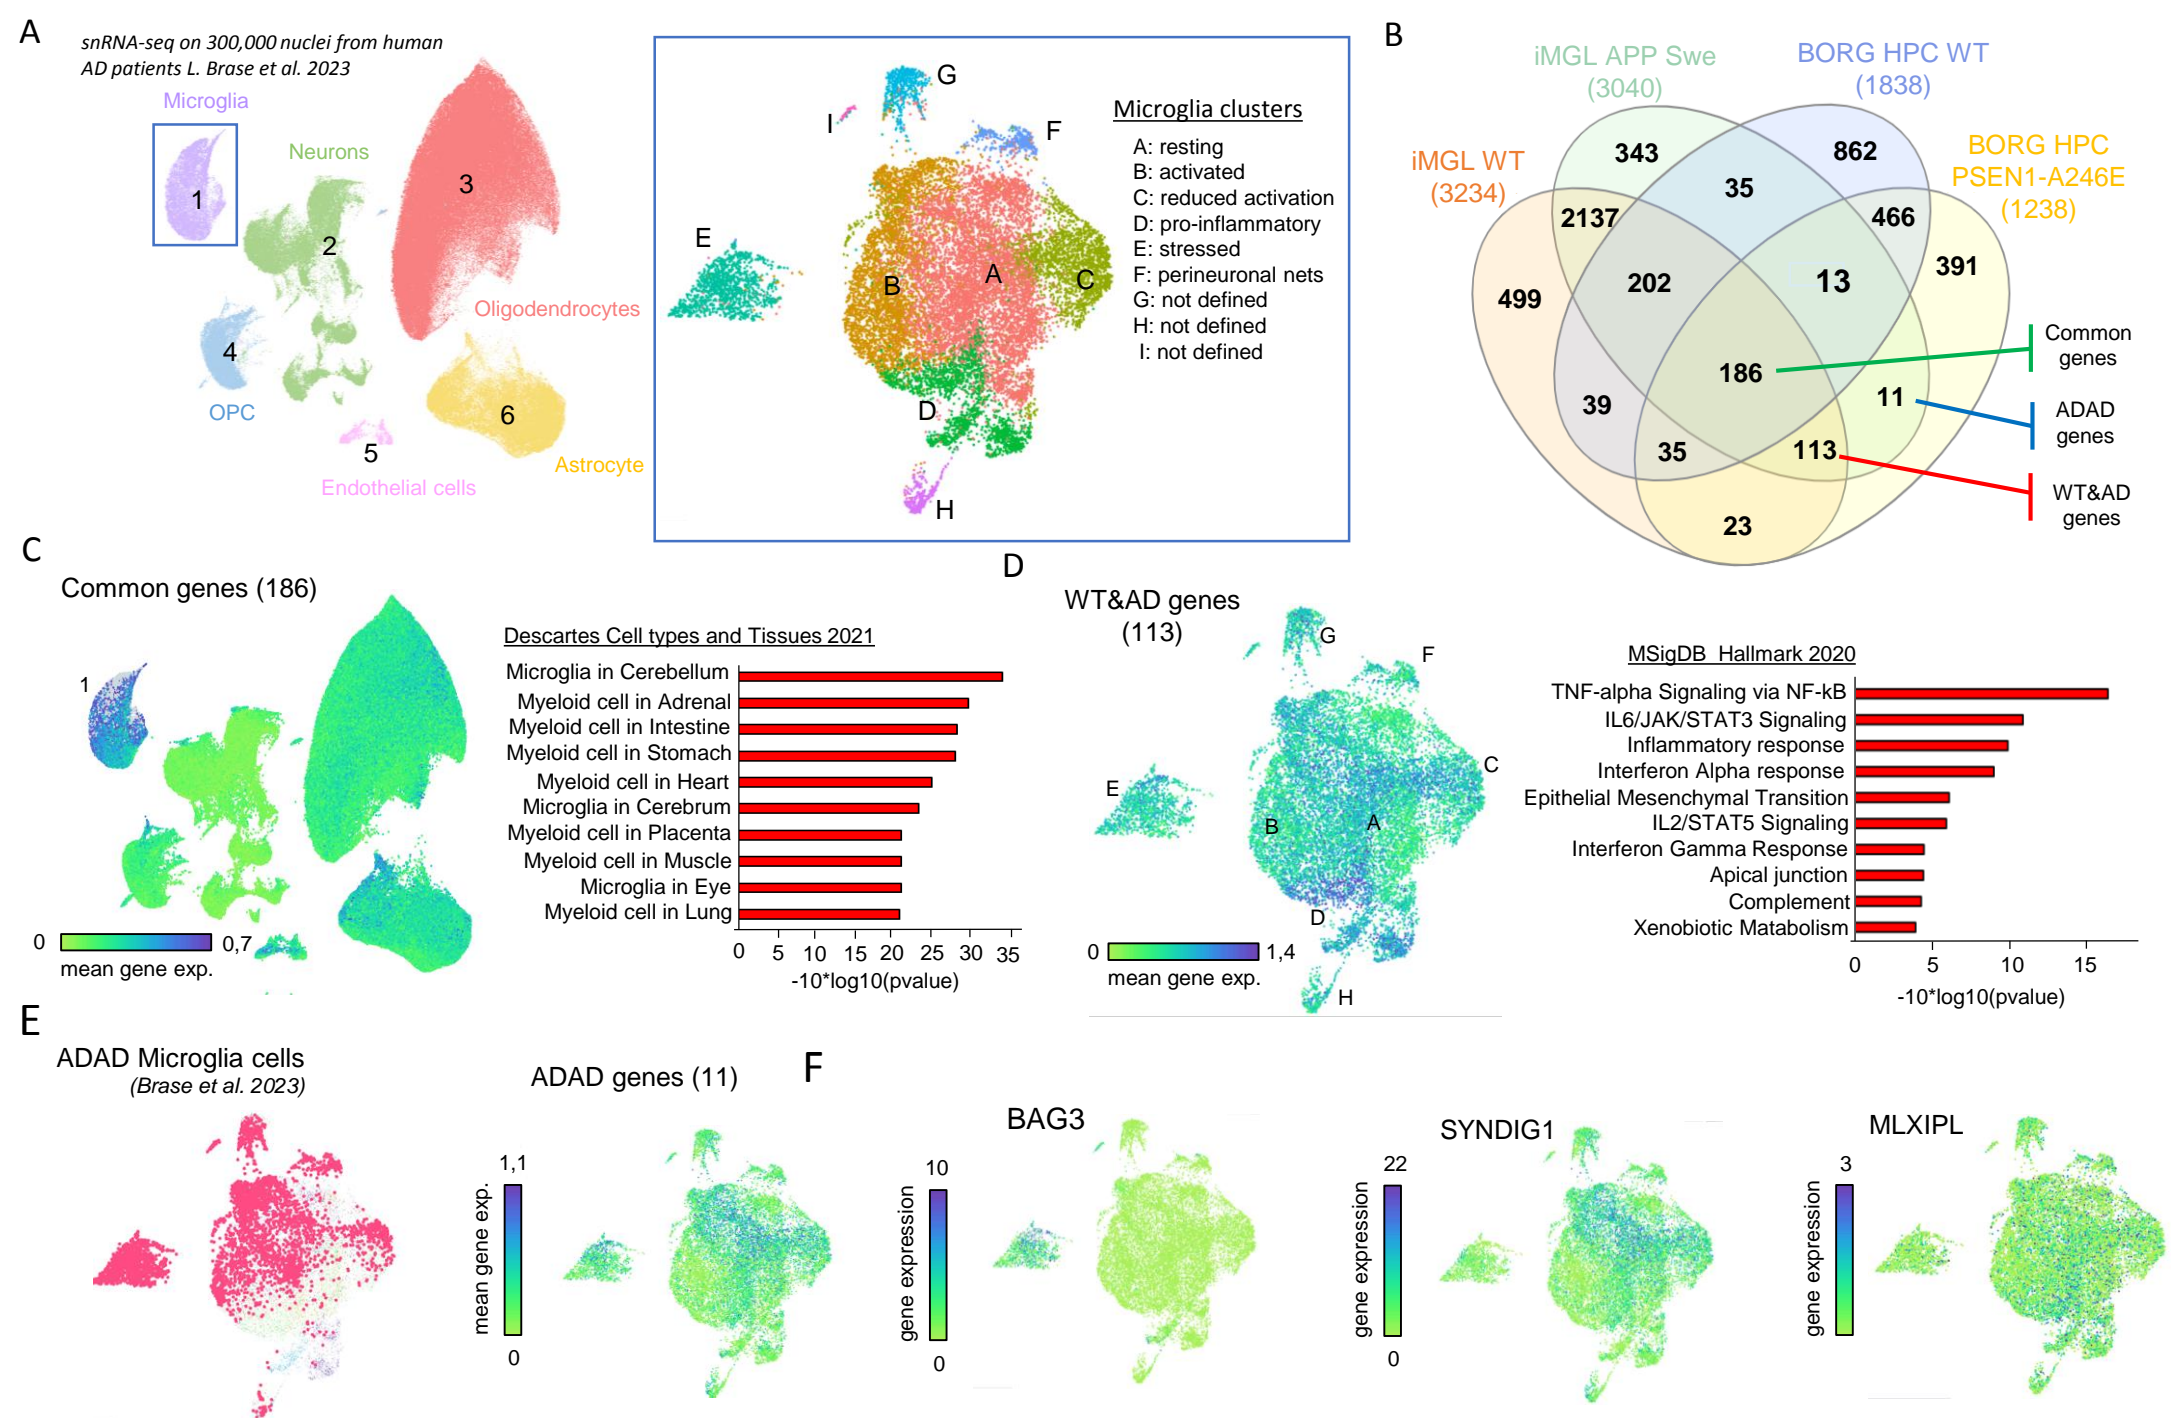 A
snRNA-seq on 300,000 nuclei from human
AD patients L. Brase et al. 2023
Microglia
1
Neurons
2
3
Oligodendrocytes
4
OPC
5
Endothelial cells
6
Astrocyte
G
I
F
E
B
A
C
D
H
Microglia clusters
A: resting
B: activated
C: reduced activation
D: pro-inflammatory
E: stressed
F: perineuronal nets
G: not defined
H: not defined
I: not defined
B
iMGL APP Swe
(3040)
BORG HPC WT
(1838)
iMGL WT
(3234)
BORG HPC
PSEN1-A246E
(1238)
343
862
35
2137
466
499
202
13
391
186
39
11
35
113
23
Common
genes
ADAD
genes
WT&AD
genes
C
Common genes (186)
1
0
0,7
mean gene exp.
Descartes Cell types and Tissues 2021
Microglia in Cerebellum
Myeloid cell in Adrenal
Myeloid cell in Intestine
Myeloid cell in Stomach
Myeloid cell in Heart
Microglia in Cerebrum
Myeloid cell in Placenta
Myeloid cell in Muscle
Microglia in Eye
Myeloid cell in Lung
0 5 10 15 20 25 30 35
-10*log10(pvalue)
D
WT&AD genes
(113)
G
F
C
E
B
A
D
H
0
1,4
mean gene exp.
MSigDB Hallmark 2020
TNF-alpha Signaling via NF-kB
IL6/JAK/STAT3 Signaling
Inflammatory response
Interferon Alpha response
Epithelial Mesenchymal Transition
IL2/STAT5 Signaling
Interferon Gamma Response
Apical junction
Complement
Xenobiotic Matabolism
0 5 10 15
-10*log10(pvalue)
E
ADAD Microglia cells
(Brase et al. 2023)
ADAD genes (11)
1,1
mean gene exp.
0
F
BAG3
10
gene expression
0
SYNDIG1
22
gene expression
0
MLXIPL
3
gene expression